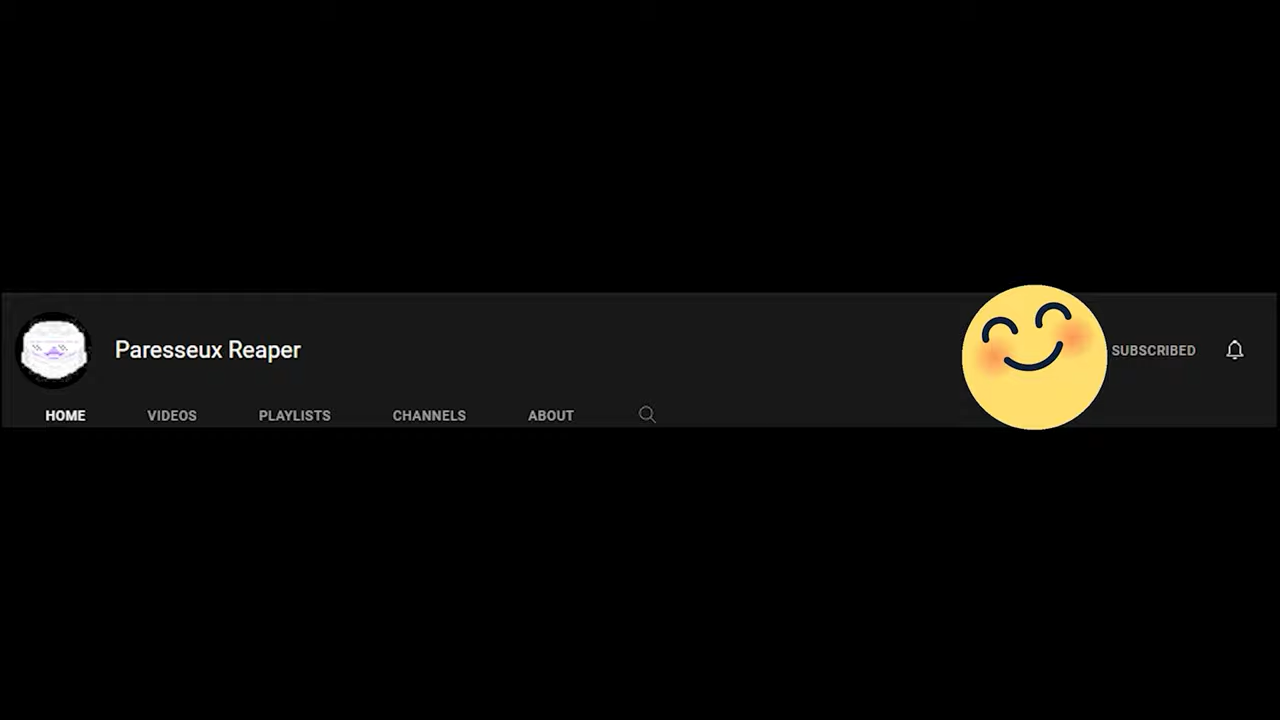 Paresseux Reaper
SUBSCRIBED
HOME VIDEOS PLAYLISTS CHANNELS ABOUT